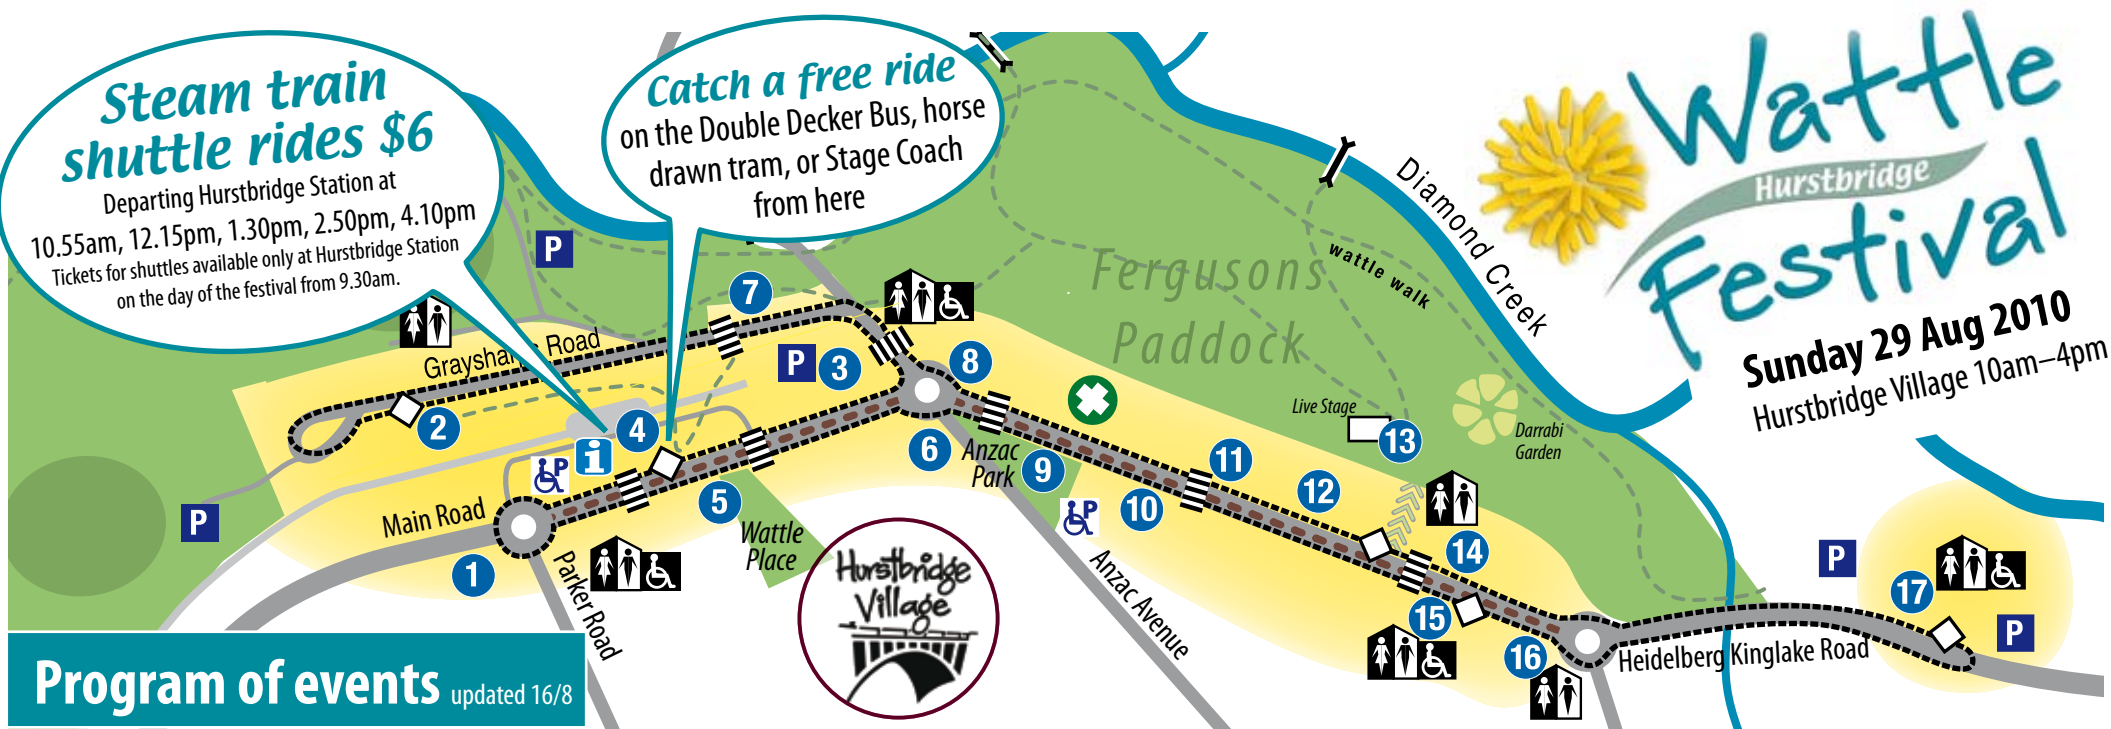 Steam train
shuttle rides $6
Departing Hurstbridge Station at
10.55am, 12.15pm, 1.30pm, 2.50pm, 4.10pm
Tickets for shuttles available only at Hurstbridge Station
on the day of the festival from 9.30am.
Catch a free ride
on the Double Decker Bus, horse
drawn tram, or Stage Coach
from here
Wattle
Hurstbridge
Festival
Sunday 29 Aug 2010
Hurstbridge Village 10am–4pm
Diamond Creek
wattle walk
Fergusons
Paddock
P
7
Road
P
3
8
2
4
i
P
Live Stage
13
Darrabi
Garden
6
Anzac
Park
9
11
12
10
P
P
Main Road
5
Wattle
Place
1
Parker Road
Hurstbridge
Village
Anzac Avenue
14
15
16
P
17
P
Heidelberg Kinglake Road
Program of events updated 16/8